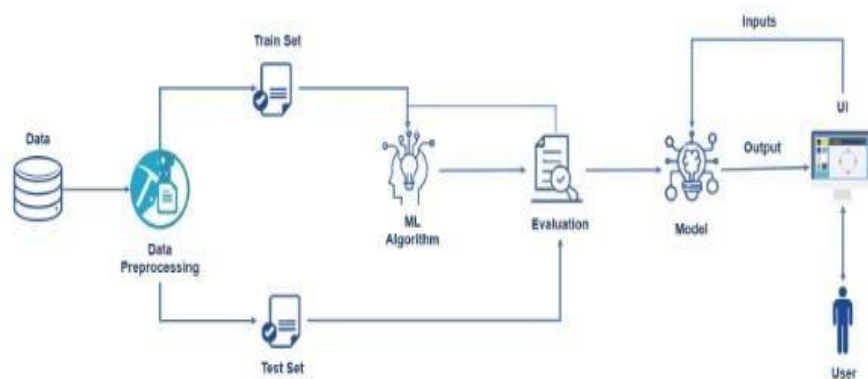 Train Set
Inputs
Data
UI
Output
Data
Preprocessing
ML
Algorithm
Evaluation
Model
Test Set
User